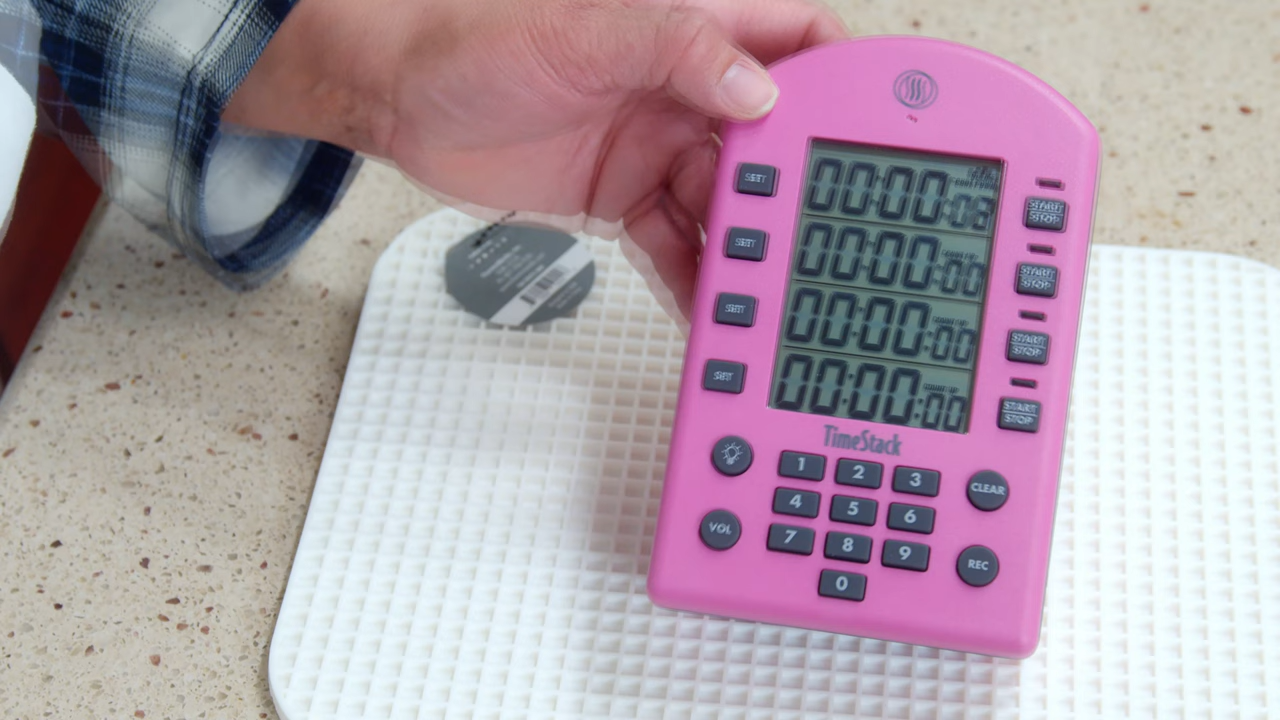 00:00:06
SET
START
STOP
00:00:00
SET
START
STOP
00:00:00
SET
START
STOP
00:00:00
SET
START
STOP
TimeStack
1 2 3
CLEAR
4 5 6
VOL
7 8 9
REC
0